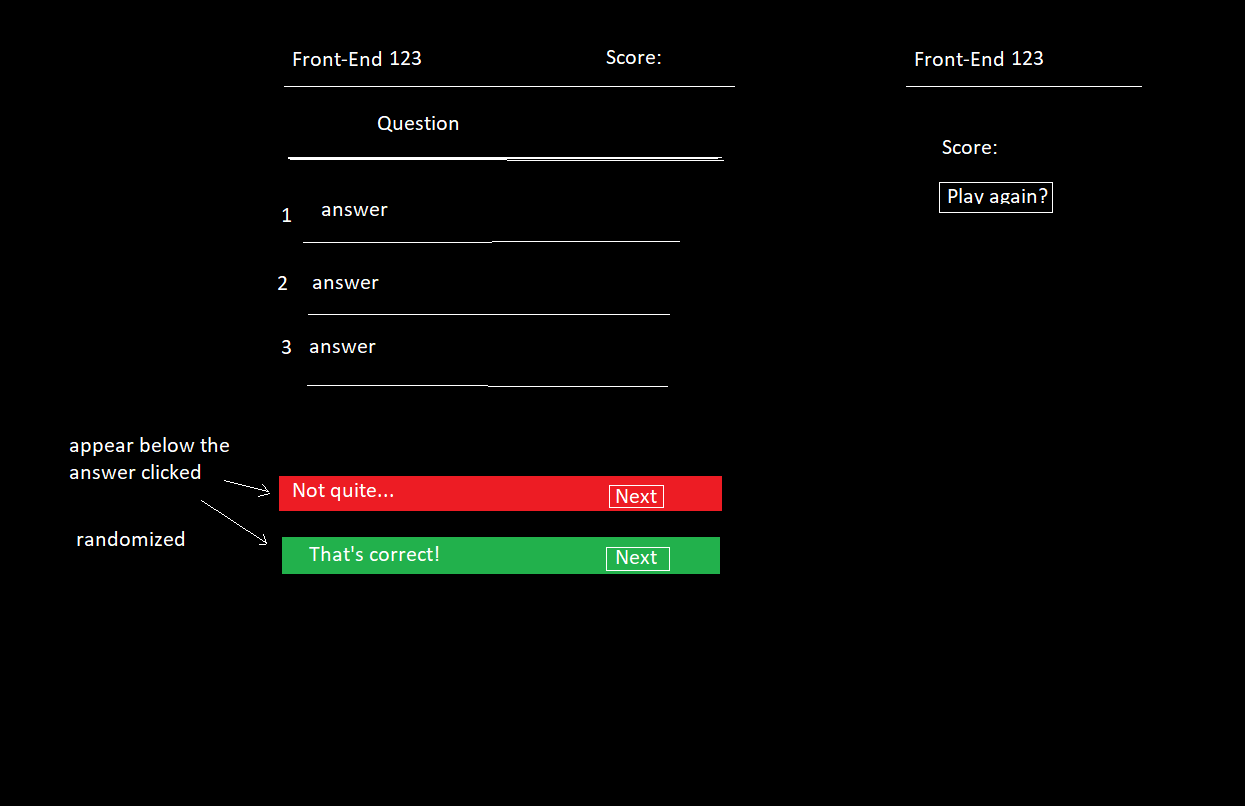 Front-End 123
Score:
Question
1 answer
2 answer
3 answer
appear below the
answer clicked
randomized
Not quite...
Next
That's correct!
Next
Front-End 123
Score:
Play again?